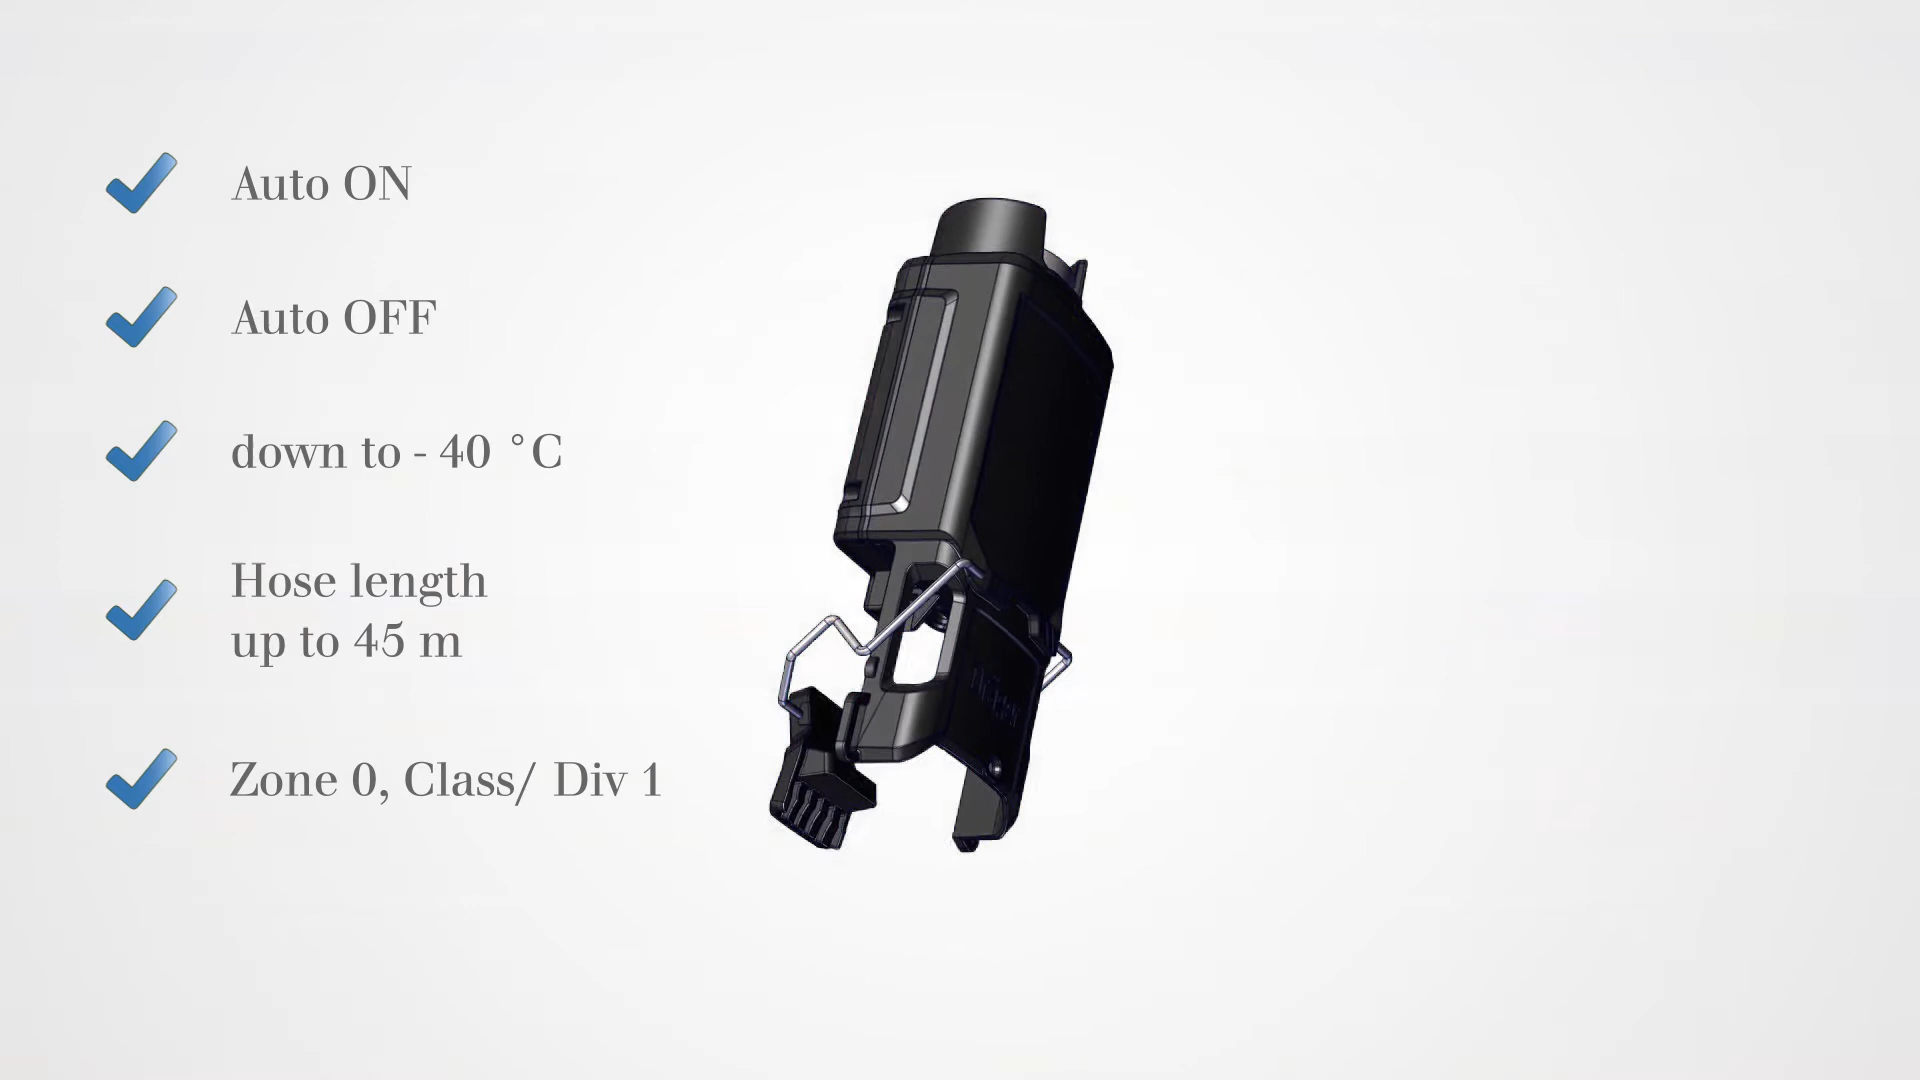 Auto ON
Auto OFF
down to - 40 °C
Hose length
up to 45 m
Zone 0, Class/ Div 1